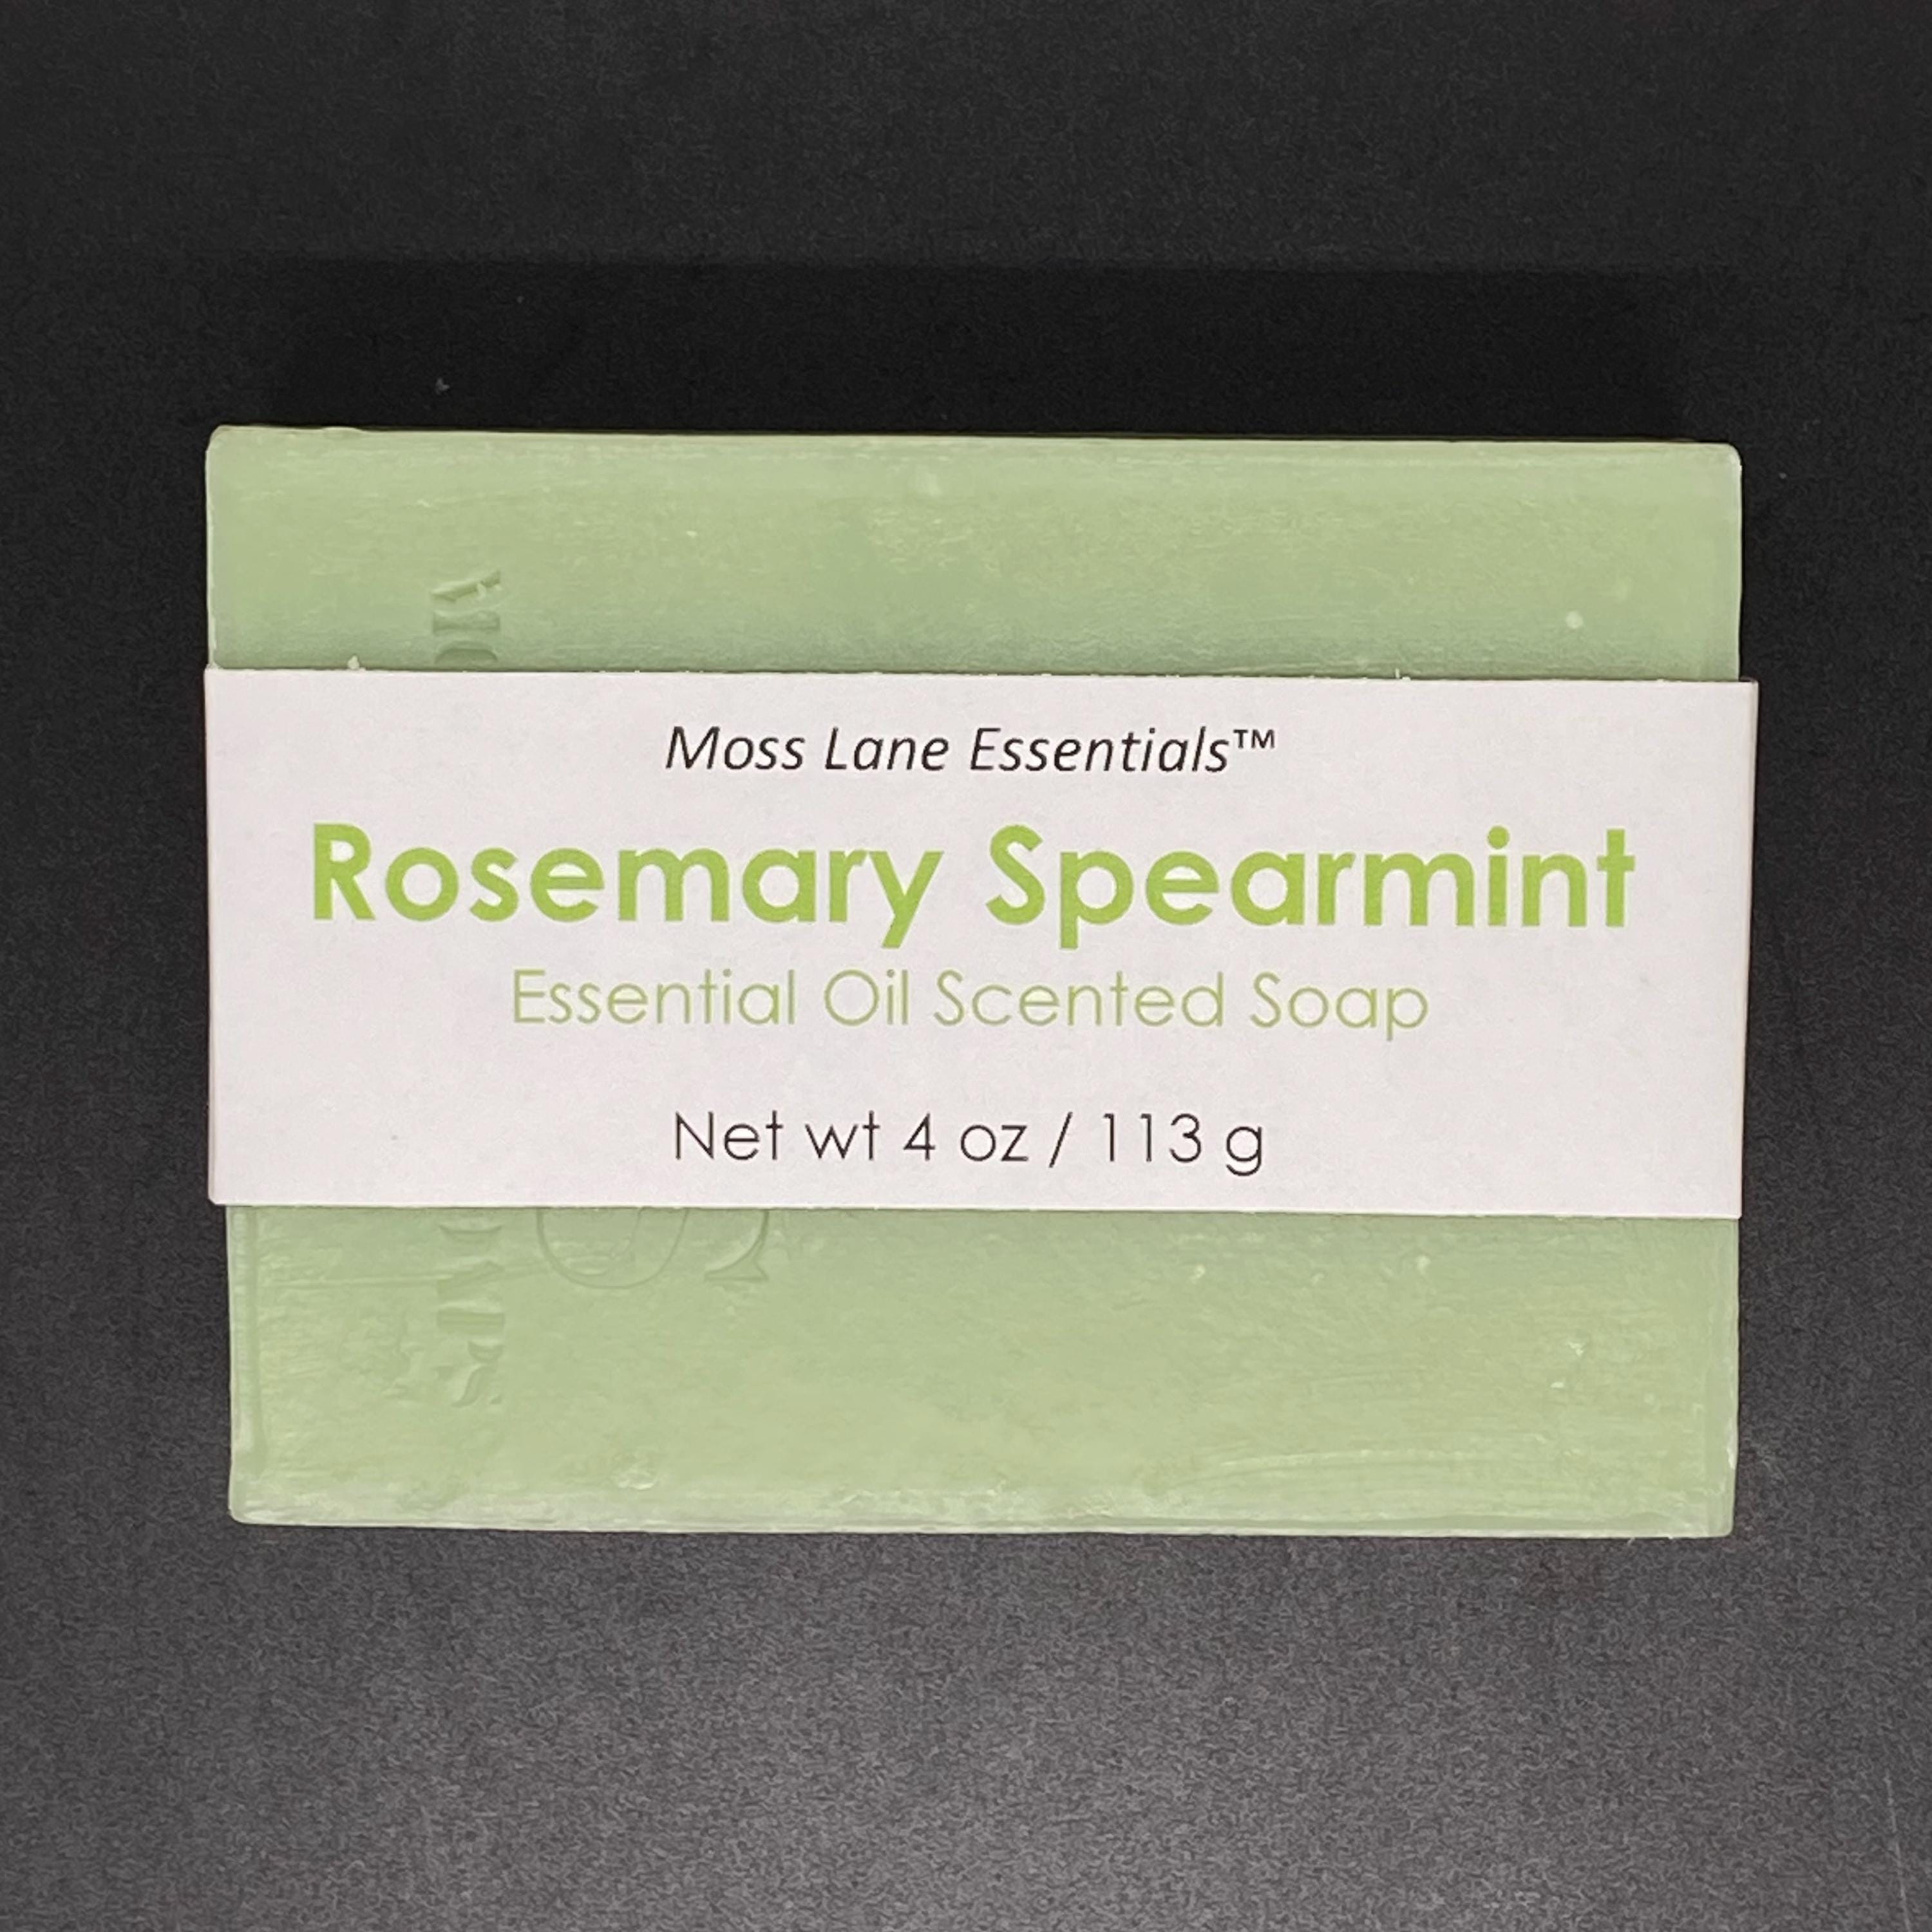 Moss Lane Essentials™
Rosemary Spearmint
Essential Oil Scented Soap
Net wt 4 oz / 113 g